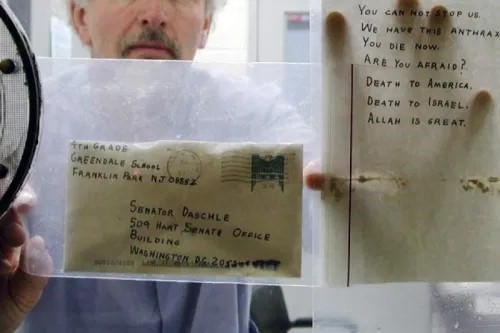 YOU CAN NOT STOP US.
WE HAVE THIS ANTHRAX
YOU DIE NOW.
ARE YOU AFRAID?
DEATH TO AMERICA.
DEATH TO ISRAEL.
ALLAH IS GREAT.
4TH GRADE
GREENDALE SCHOOL
FRANKLIN PARK NJ 08852
SENATOR DASCHLE
509 HART SENATE OFFICE
BUILDING
WASHINGTON D.C. 205